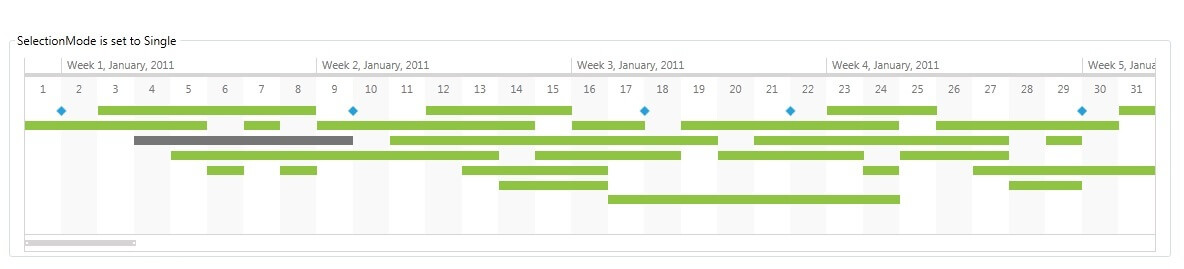 SelectionMode is set to Single
Week 1, January, 2011 Week 2, January, 2011 Week 3, January, 2011 Week 4, January, 2011 Week 5, Janua
1 2 3 4 5 6 7 8 9 10 11 12 13 14 15 16 17 18 19 20 21 22 23 24 25 26 27 28 29 30 31